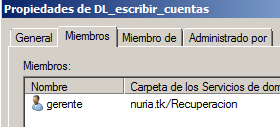 Propiedades de DL_escribir_cuentas
General Miembros Miembro de Administrado por
Miembros:
Nombre Carpeta de los Servicios de dom
gerente nuria.tk/Recuperacion